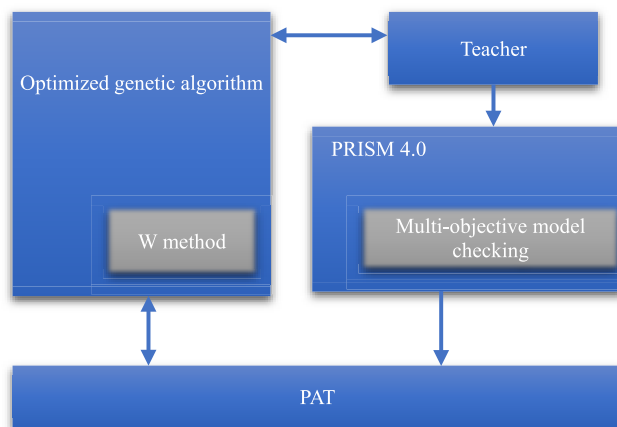 Optimized genetic algorithm
Teacher
PRISM 4.0
W method
Multi-objective model
checking
PAT